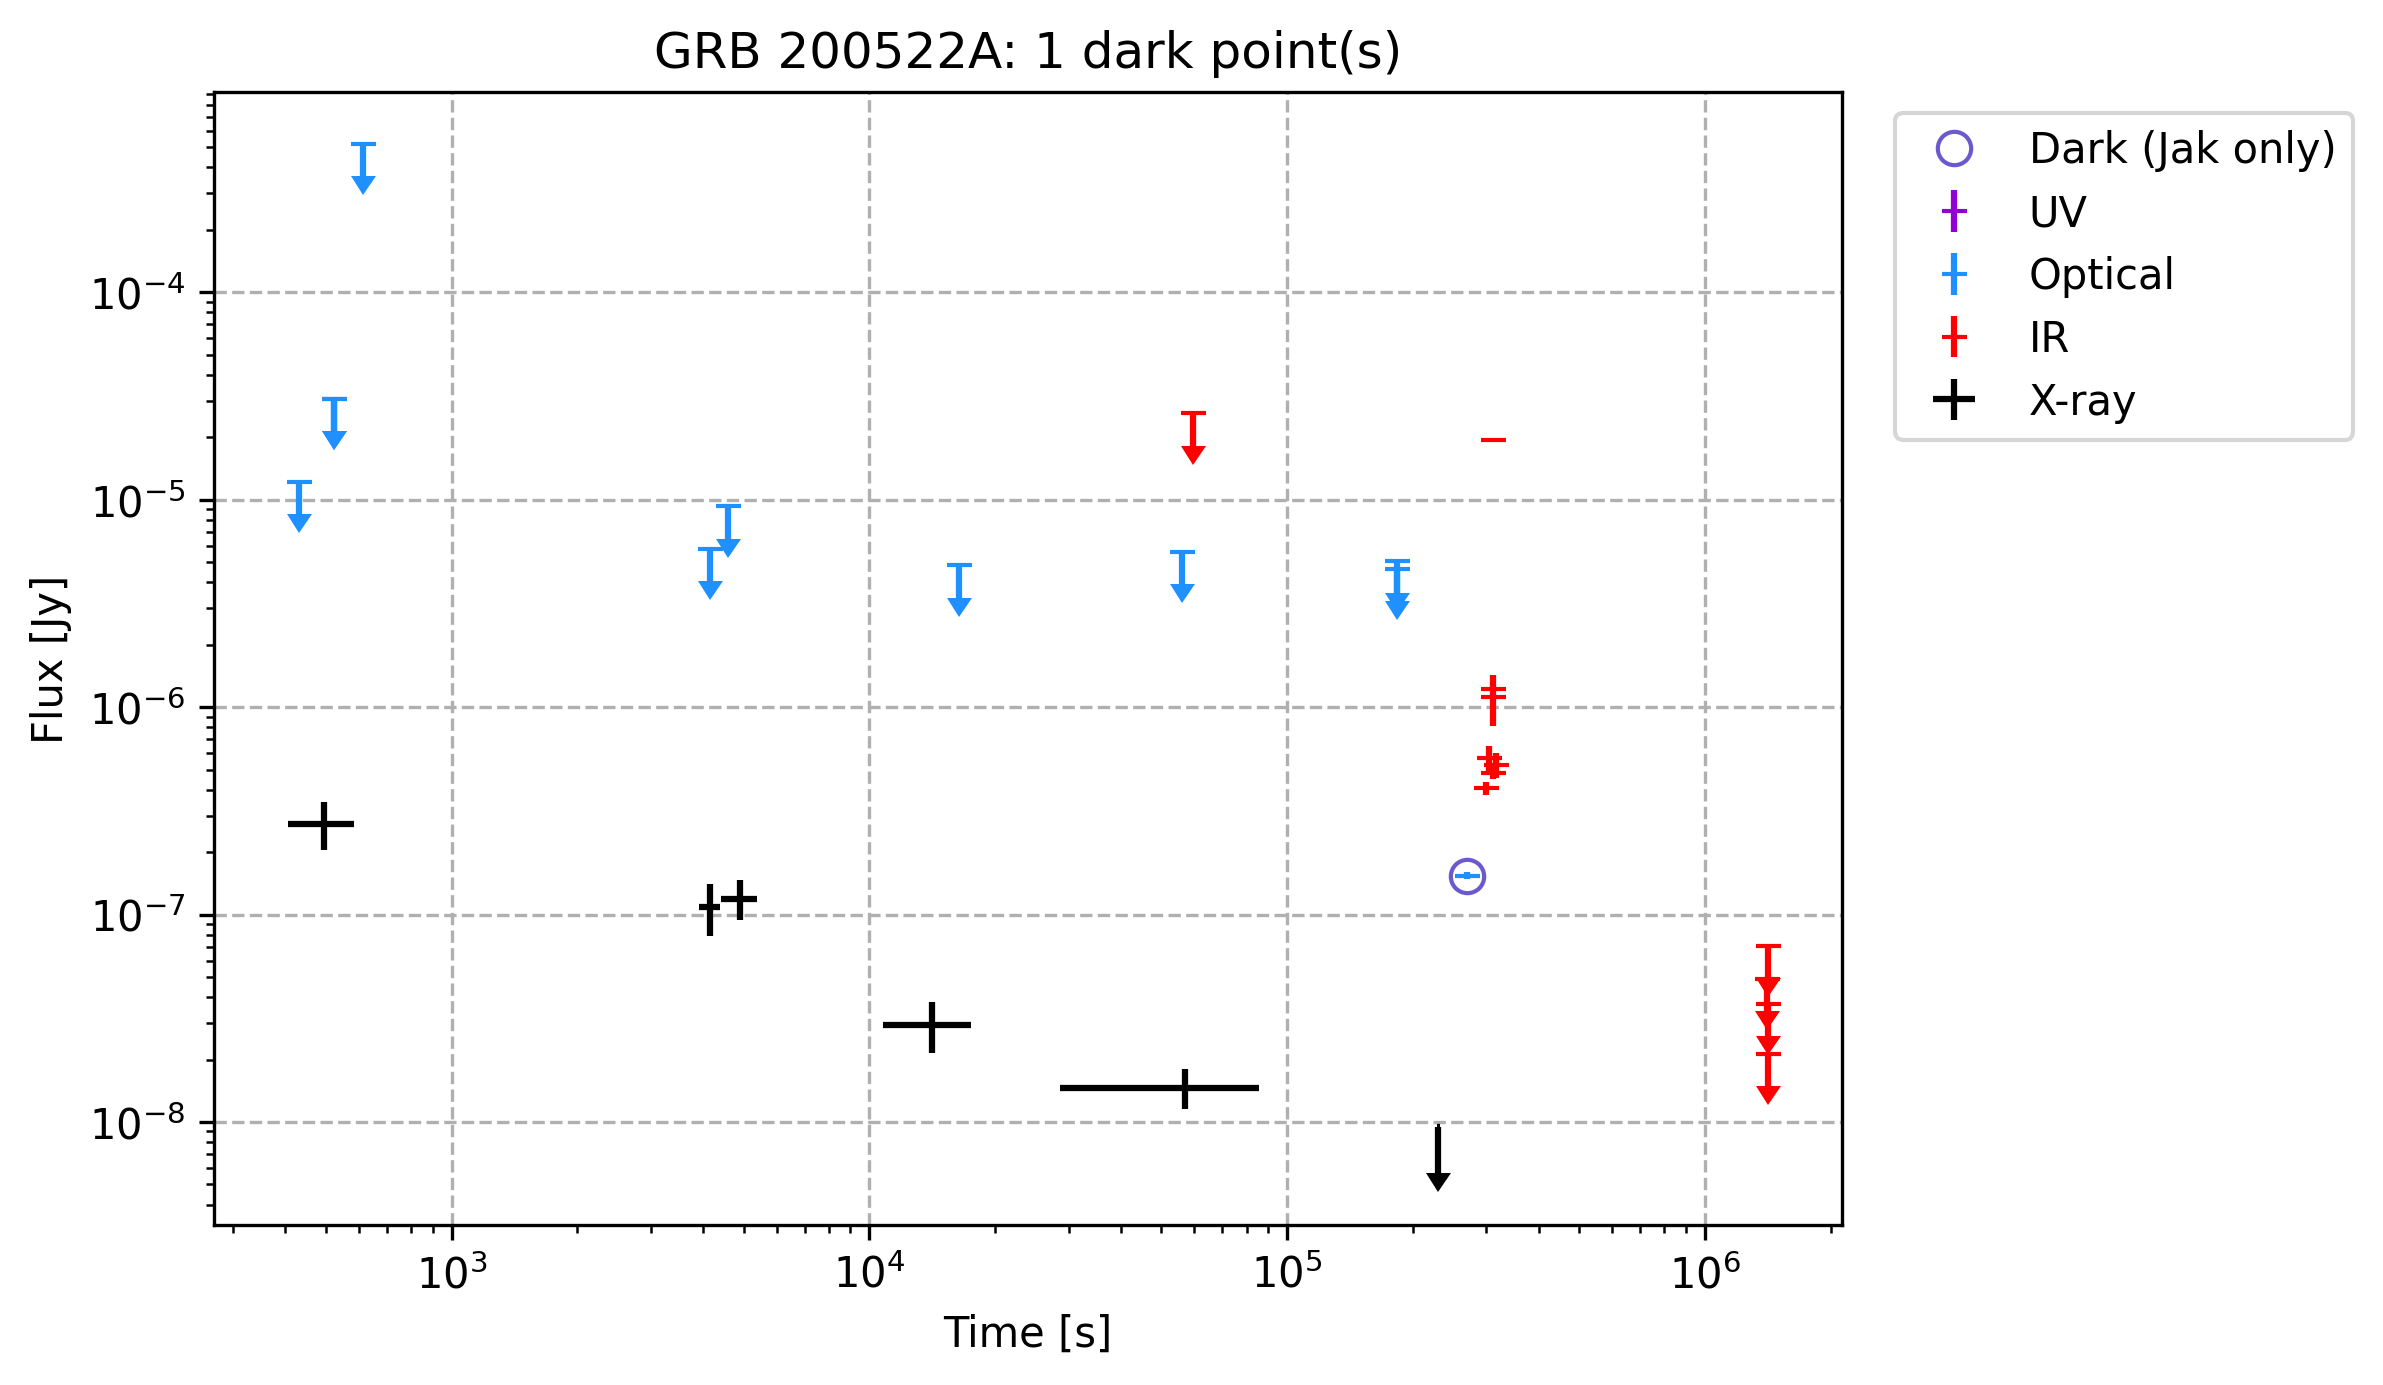 GRB 200522A: 1 dark point(s)
Flux [Jy]
10⁻⁴
10⁻⁵
10⁻⁶
10⁻⁷
10⁻⁸
10³ 10⁴ 10⁵ 10⁶
Time [s]
Dark (Jak only)
UV
Optical
IR
X-ray